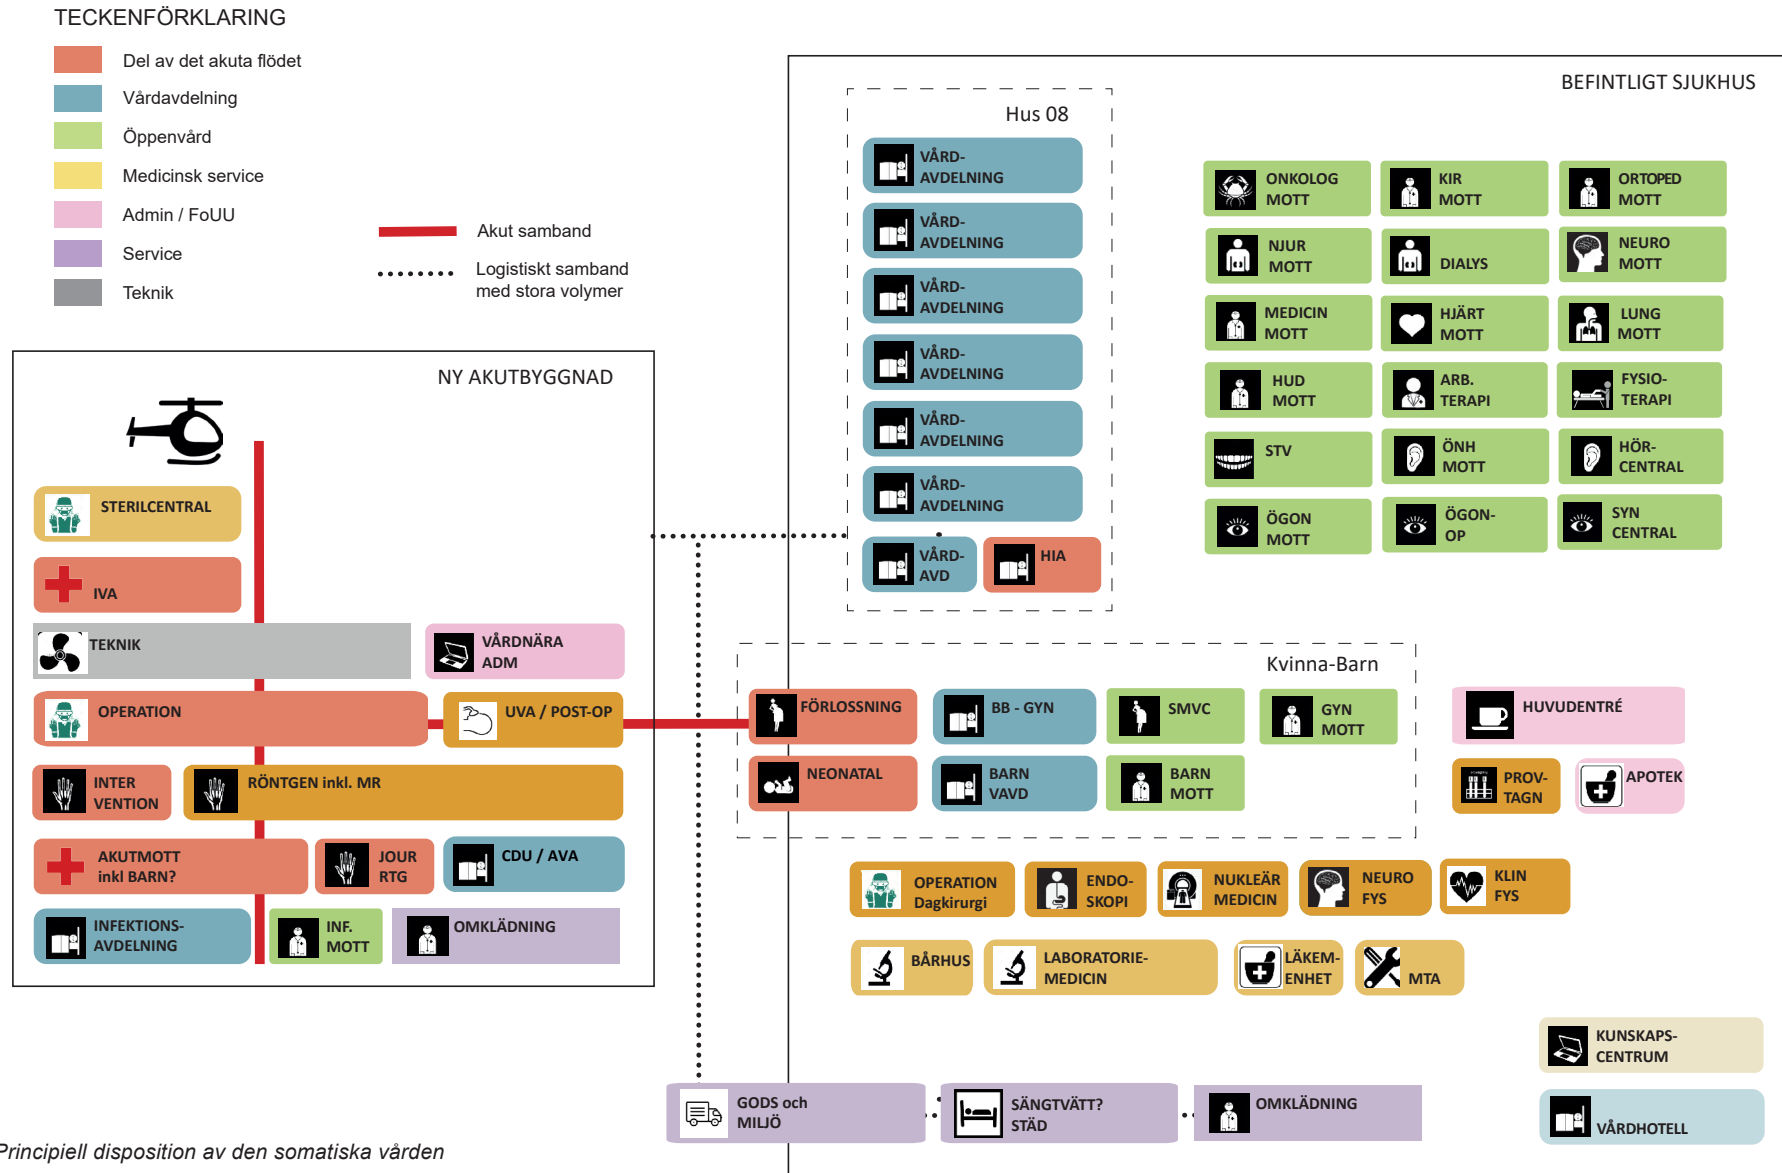 TECKENFÖRKLARING
Del av det akuta flödet
Vårdavdelning
Öppenvård
Medicinsk service
Admin / FoUU
Service
Teknik
Akut samband
Logistiskt samband
med stora volymer
NY AKUTBYGGNAD
STERILCENTRAL
IVA
TEKNIK
VÅRDNÄRA
ADM
OPERATION
UVA / POST-OP
INTER
VENTION
RÖNTGEN inkl. MR
AKUTMOTT
inkl BARN?
JOUR
RTG
CDU / AVA
INFEKTIONS-
AVDELNING
INF.
MOTT
OMKLÄDNING
BEFINTLIGT SJUKHUS
Hus 08
VÅRD-
AVDELNING
VÅRD-
AVDELNING
VÅRD-
AVDELNING
VÅRD-
AVDELNING
VÅRD-
AVDELNING
VÅRD-
AVDELNING
VÅRD-
AVD
HIA
ONKOLOG
MOTT
KIR
MOTT
ORTOPED
MOTT
NJUR
MOTT
DIALYS
NEURO
MOTT
MEDICIN
MOTT
HJÄRT
MOTT
LUNG
MOTT
HUD
MOTT
ARB.
TERAPI
FYSIO-
TERAPI
STV
ÖNH
MOTT
HÖR-
CENTRAL
ÖGON
MOTT
ÖGON-
OP
SYN
CENTRAL
Kvinna-Barn
FÖRLOSSNING
BB - GYN
SMVC
GYN
MOTT
NEONATAL
BARN
VAVD
BARN
MOTT
HUVUDENTRÉ
PROV-
TAGN
APOTEK
OPERATION
Dagkirurgi
ENDO-
SKOPI
NUKLEÄR
MEDICIN
NEURO
FYS
KLIN
FYS
BÅRHUS
LABORATORIE-
MEDICIN
LÄKEM-
ENHET
MTA
KUNSKAPS-
CENTRUM
VÅRDHOTELL
GODS och
MILJÖ
SÄNGTVÄTT?
STÄD
OMKLÄDNING
Principiell disposition av den somatiska vården